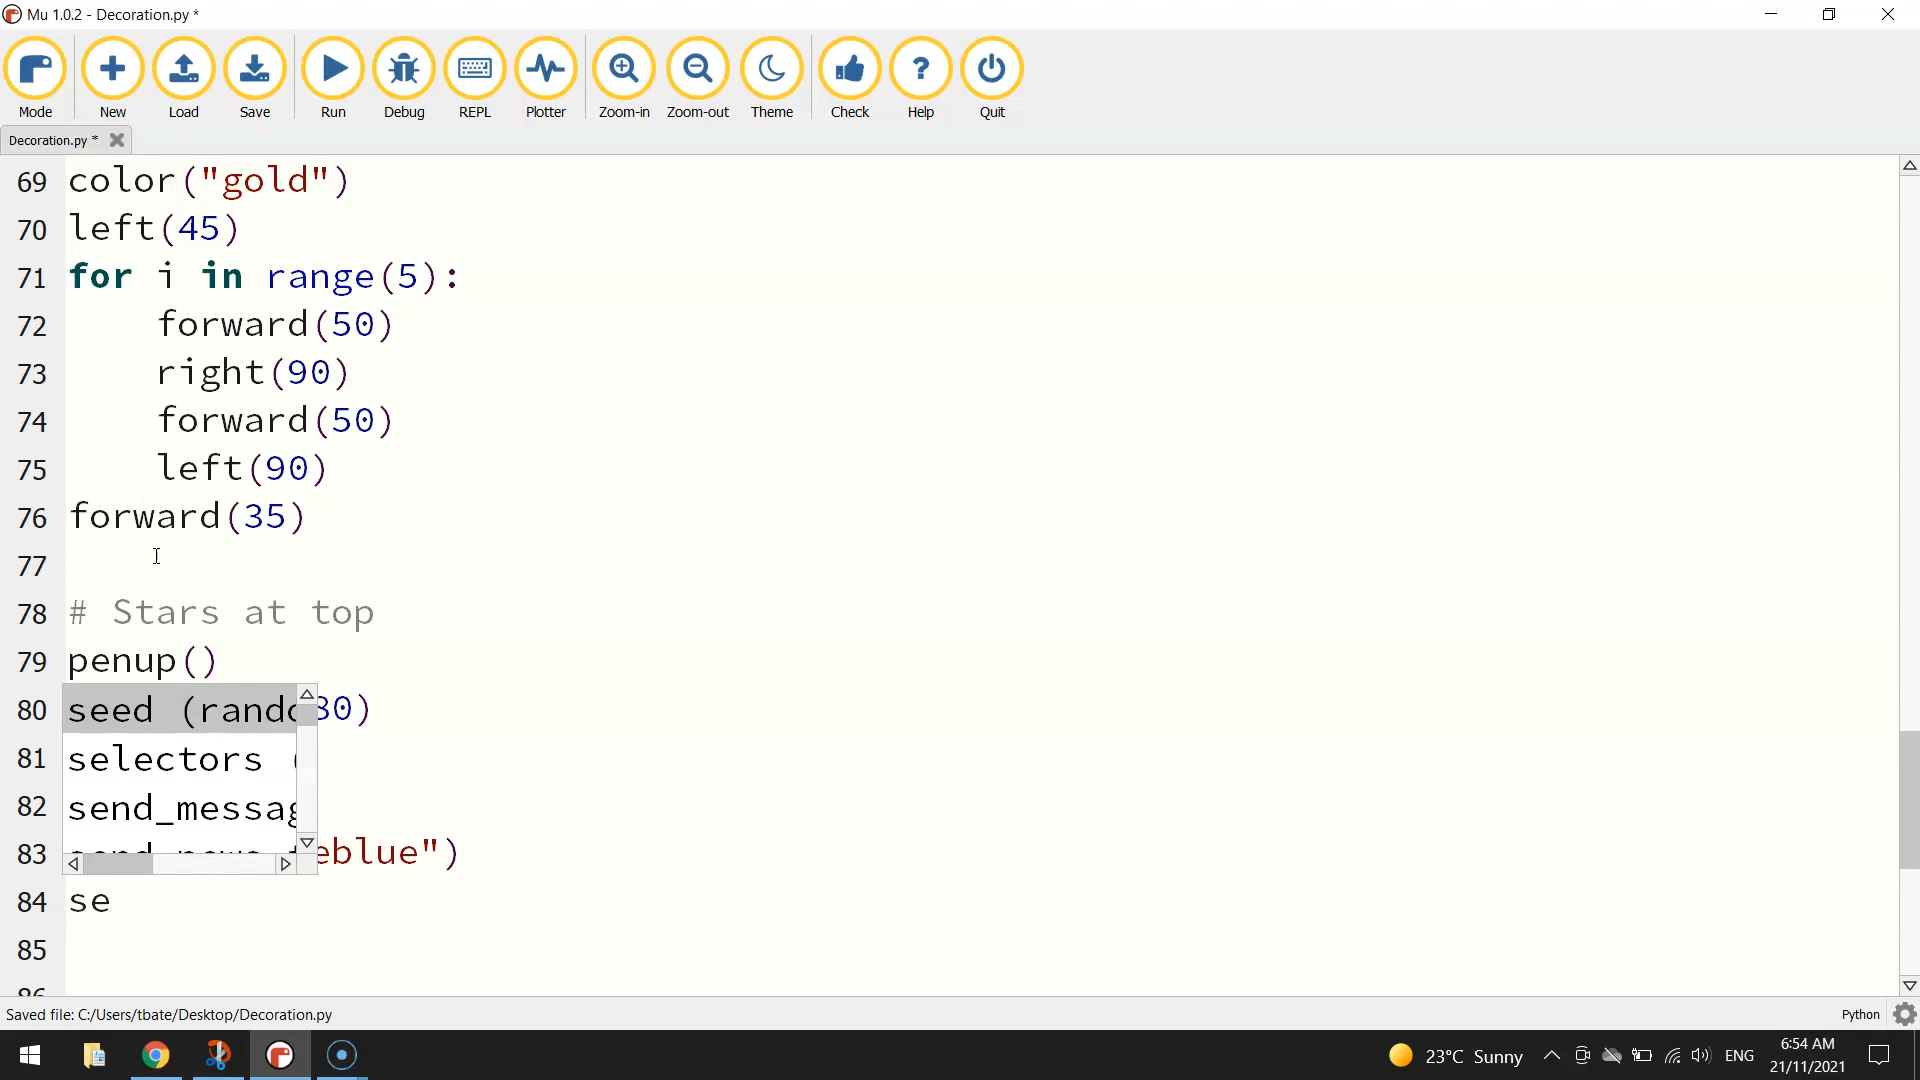 Mu 1.0.2 - Decoration.py *
Mode New Load Save Run Debug REPL Plotter Zoom-in Zoom-out Theme Check Help Quit
Decoration.py *
69 color("gold")
70 left(45)
71 for i in range(5):
72 forward(50)
73 right(90)
74 forward(50)
75 left(90)
76 forward(35)
77
78 # Stars at top
79 penup()
80 seed (rando 80)
81 selectors (
82 send_messag
83 eblue")
84 se
85
86
Saved file: C:/Users/tbate/Desktop/Decoration.py
Python
23°C Sunny
ENG
6:54 AM
21/11/2021